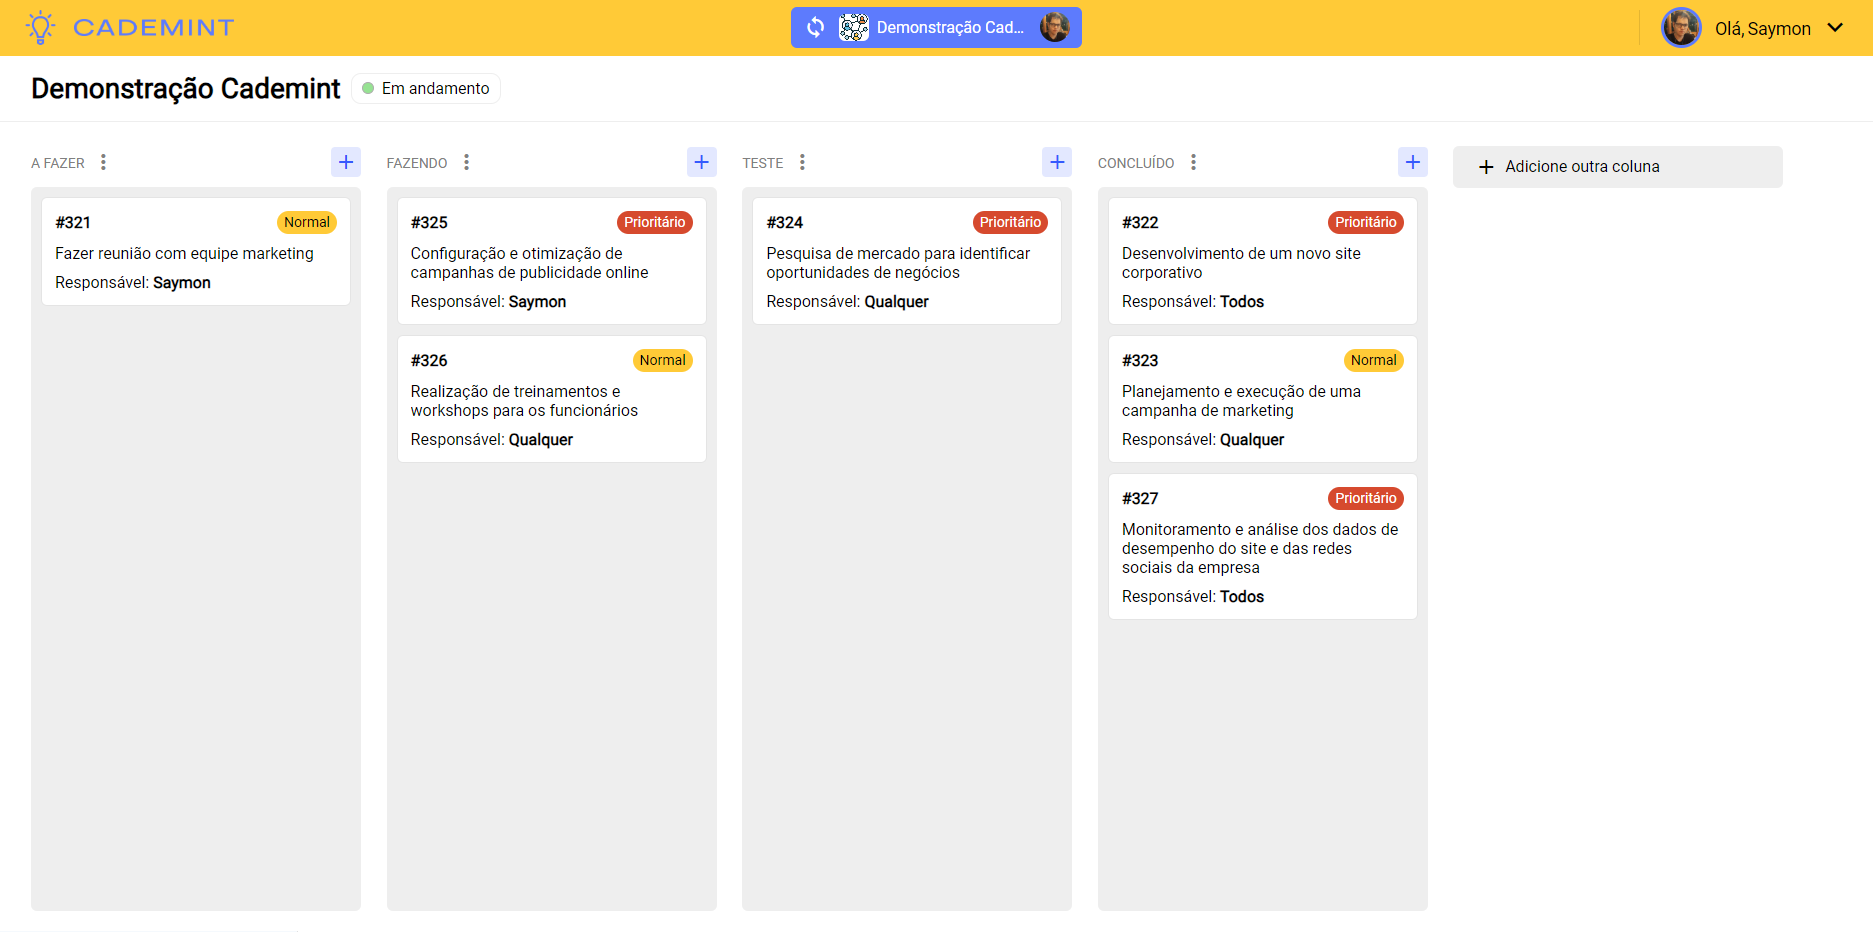 CADEMINT
Demonstração Cad...
Olá, Saymon
Demonstração Cademint
Em andamento
A FAZER
#321
Normal
Fazer reunião com equipe marketing
Responsável: Saymon
FAZENDO
#325
Prioritário
Configuração e otimização de
campanhas de publicidade online
Responsável: Saymon
#326
Normal
Realização de treinamentos e
workshops para os funcionários
Responsável: Qualquer
TESTE
#324
Prioritário
Pesquisa de mercado para identificar
oportunidades de negócios
Responsável: Qualquer
CONCLUÍDO
#322
Prioritário
Desenvolvimento de um novo site
corporativo
Responsável: Todos
#323
Normal
Planejamento e execução de uma
campanha de marketing
Responsável: Qualquer
#327
Prioritário
Monitoramento e análise dos dados de
desempenho do site e das redes
sociais da empresa
Responsável: Todos
Adicione outra coluna